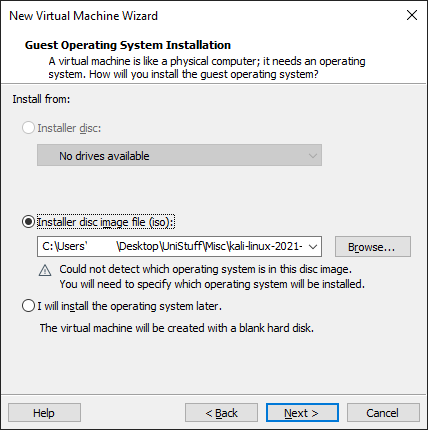 New Virtual Machine Wizard
Guest Operating System Installation
A virtual machine is like a physical computer; it needs an operating
system. How will you install the guest operating system?
Install from:
Installer disc:
No drives available
Installer disc image file (iso):
C:\Users' \Desktop\UniStuff\Misc\kali-linux-2021-
Browse...
Could not detect which operating system is in this disc image.
You will need to specify which operating system will be installed.
I will install the operating system later.
The virtual machine will be created with a blank hard disk.
Help
< Back
Next >
Cancel